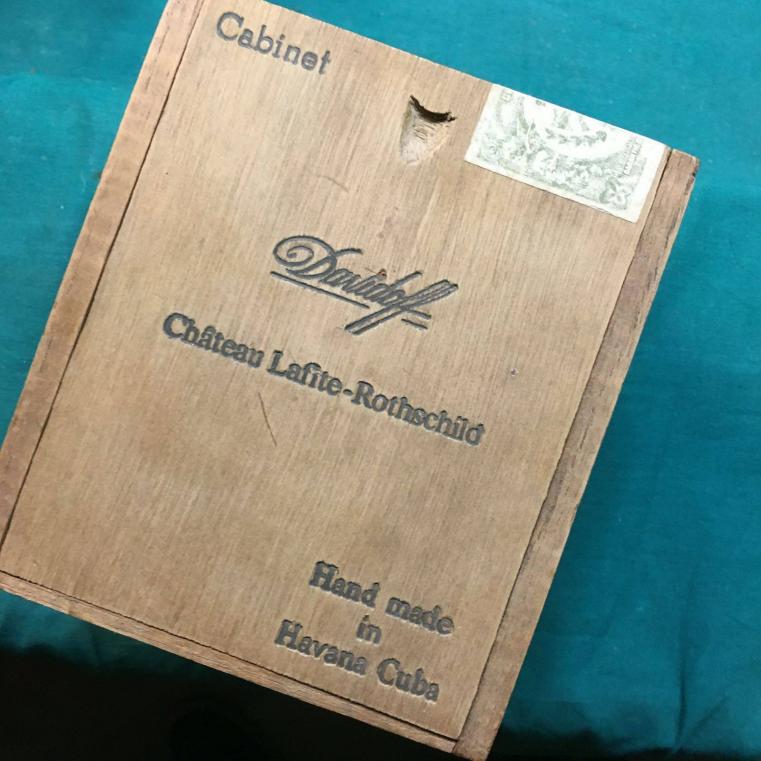 Cabinet
Davidoff
Château Lafite-Rothschild
Hand made
in
Havana Cuba